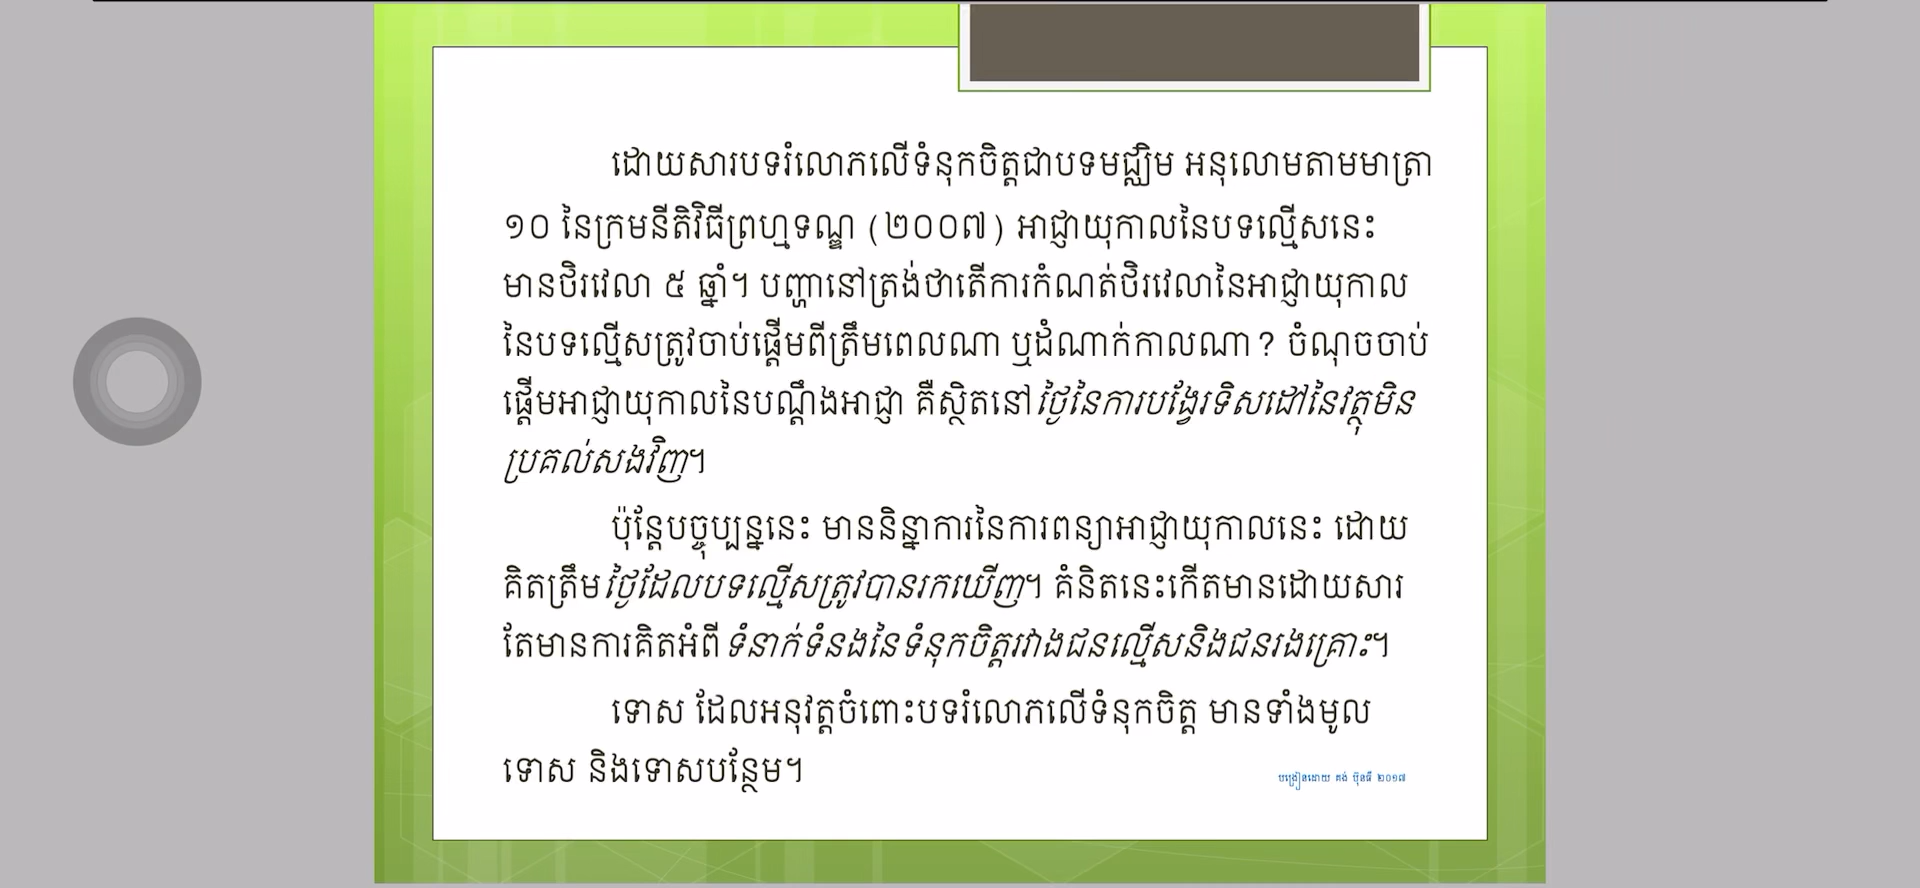 ដោយសារបទរំលោភលើទំនុកចិត្តជាបទមជ្ឈិម អនុលោមតាមមាត្រា
១០ នៃក្រមនីតិវិធីព្រហ្មទណ្ឌ (២០០៧) អាជ្ញាយុកាលនៃបទល្មើសនេះ
មានថិរវេលា ៥ ឆ្នាំ។ បញ្ហានៅត្រង់ថាតើការកំណត់ថិរវេលានៃអាជ្ញាយុកាល
នៃបទល្មើសត្រូវចាប់ផ្តើមពីត្រឹមពេលណា ឬដំណាក់កាលណា? ចំណុចចាប់
ផ្តើមអាជ្ញាយុកាលនៃបណ្តឹងអាជ្ញា គឺស្ថិតនៅថ្ងៃនៃការបង្វែរទិសដៅនៃវត្ថុមិន
ប្រគល់សងវិញ។
ប៉ុន្តែបច្ចុប្បន្ននេះ មាននិន្នាការនៃការពន្យាអាជ្ញាយុកាលនេះ ដោយ
គិតត្រឹមថ្ងៃដែលបទល្មើសត្រូវបានរកឃើញ។ គំនិតនេះកើតមានដោយសារ
តែមានការគិតអំពីទំនាក់ទំនងនៃទំនុកចិត្តរវាងជនល្មើសនិងជនរងគ្រោះ។
ទោស ដែលអនុវត្តចំពោះបទរំលោភលើទំនុកចិត្ត មានទាំងមូល
ទោស និងទោសបន្ថែម។
បង្រៀនដោយ គង់ ប៊ុនធី ២០១៧